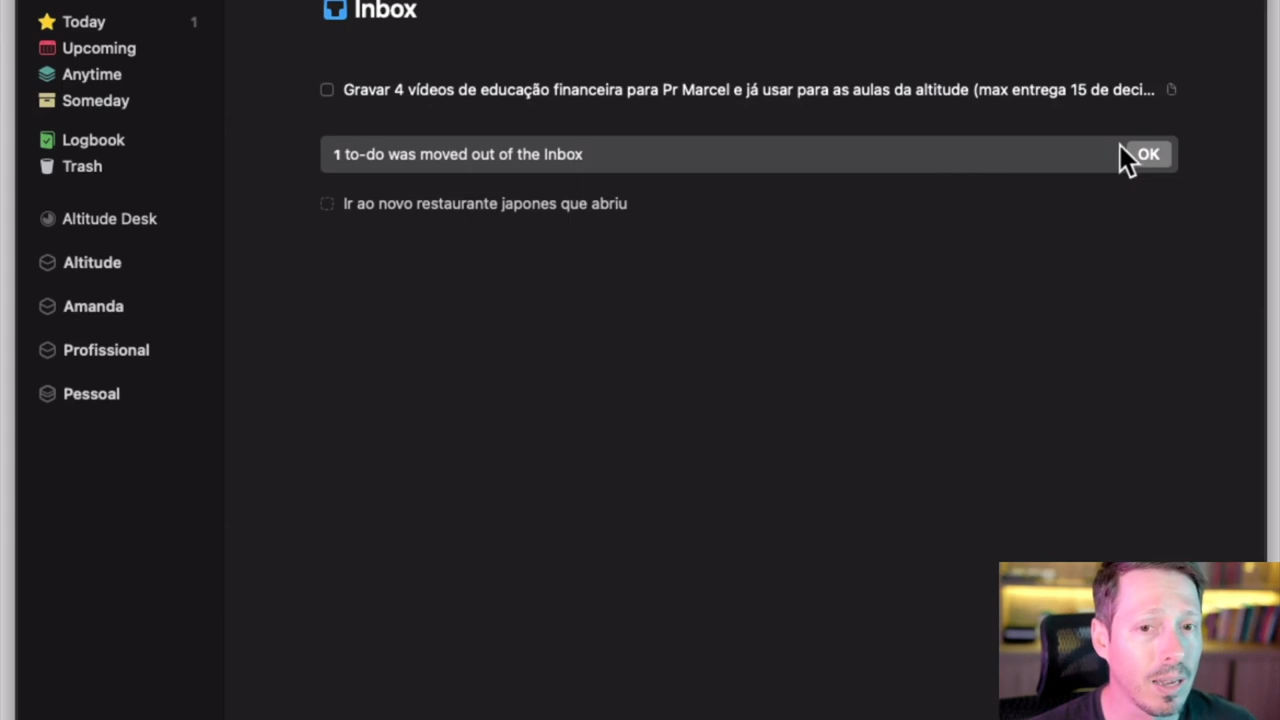 Inbox
Today 1
Upcoming
Anytime
Someday
Logbook
Trash
Altitude Desk
Altitude
Amanda
Profissional
Pessoal
Gravar 4 vídeos de educação financeira para Pr Marcel e já usar para as aulas da altitude (max entrega 15 de deci...
1 to-do was moved out of the Inbox OK
Ir ao novo restaurante japones que abriu